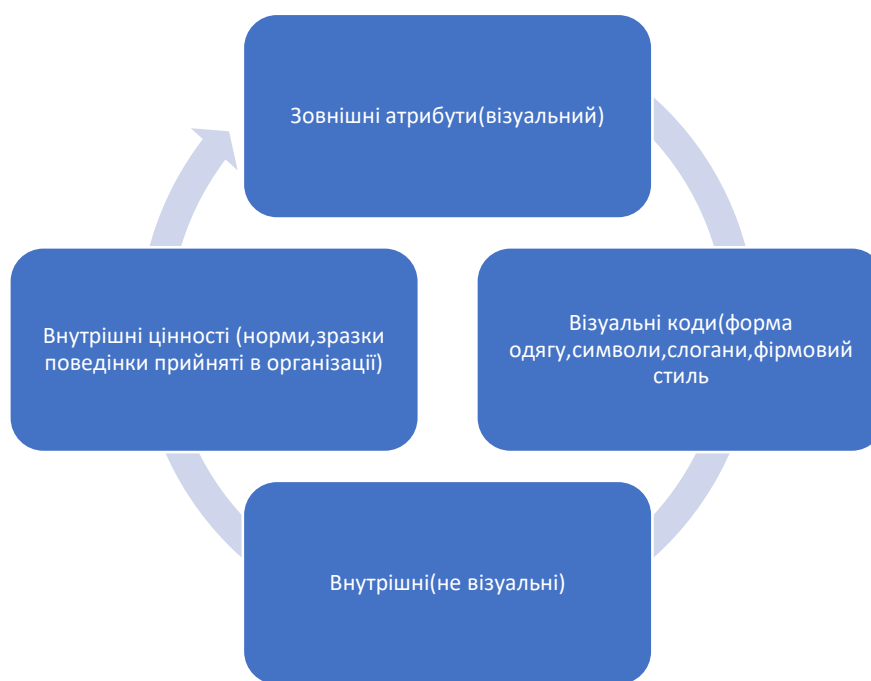 Зовнішні атрибути(візуальний)
Візуальні коди(форма
одягу,символи,слогани,фірмовий
стиль
Внутрішні(не візуальні)
Внутрішні цінності (норми,зразки
поведінки прийняті в організації)